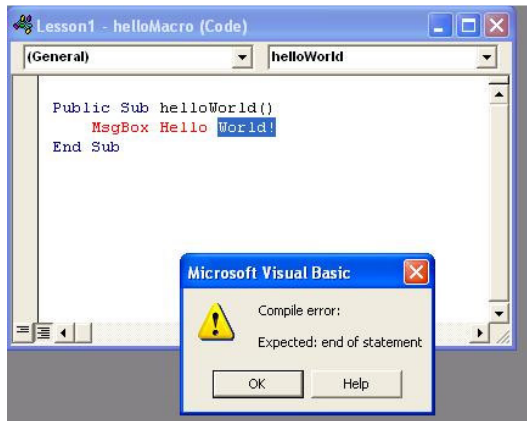 Lesson1 - helloMacro (Code)
(General) helloWorld
Public Sub helloWorld()
MsgBox Hello World!
End Sub
Microsoft Visual Basic
Compile error:
Expected: end of statement
OK Help